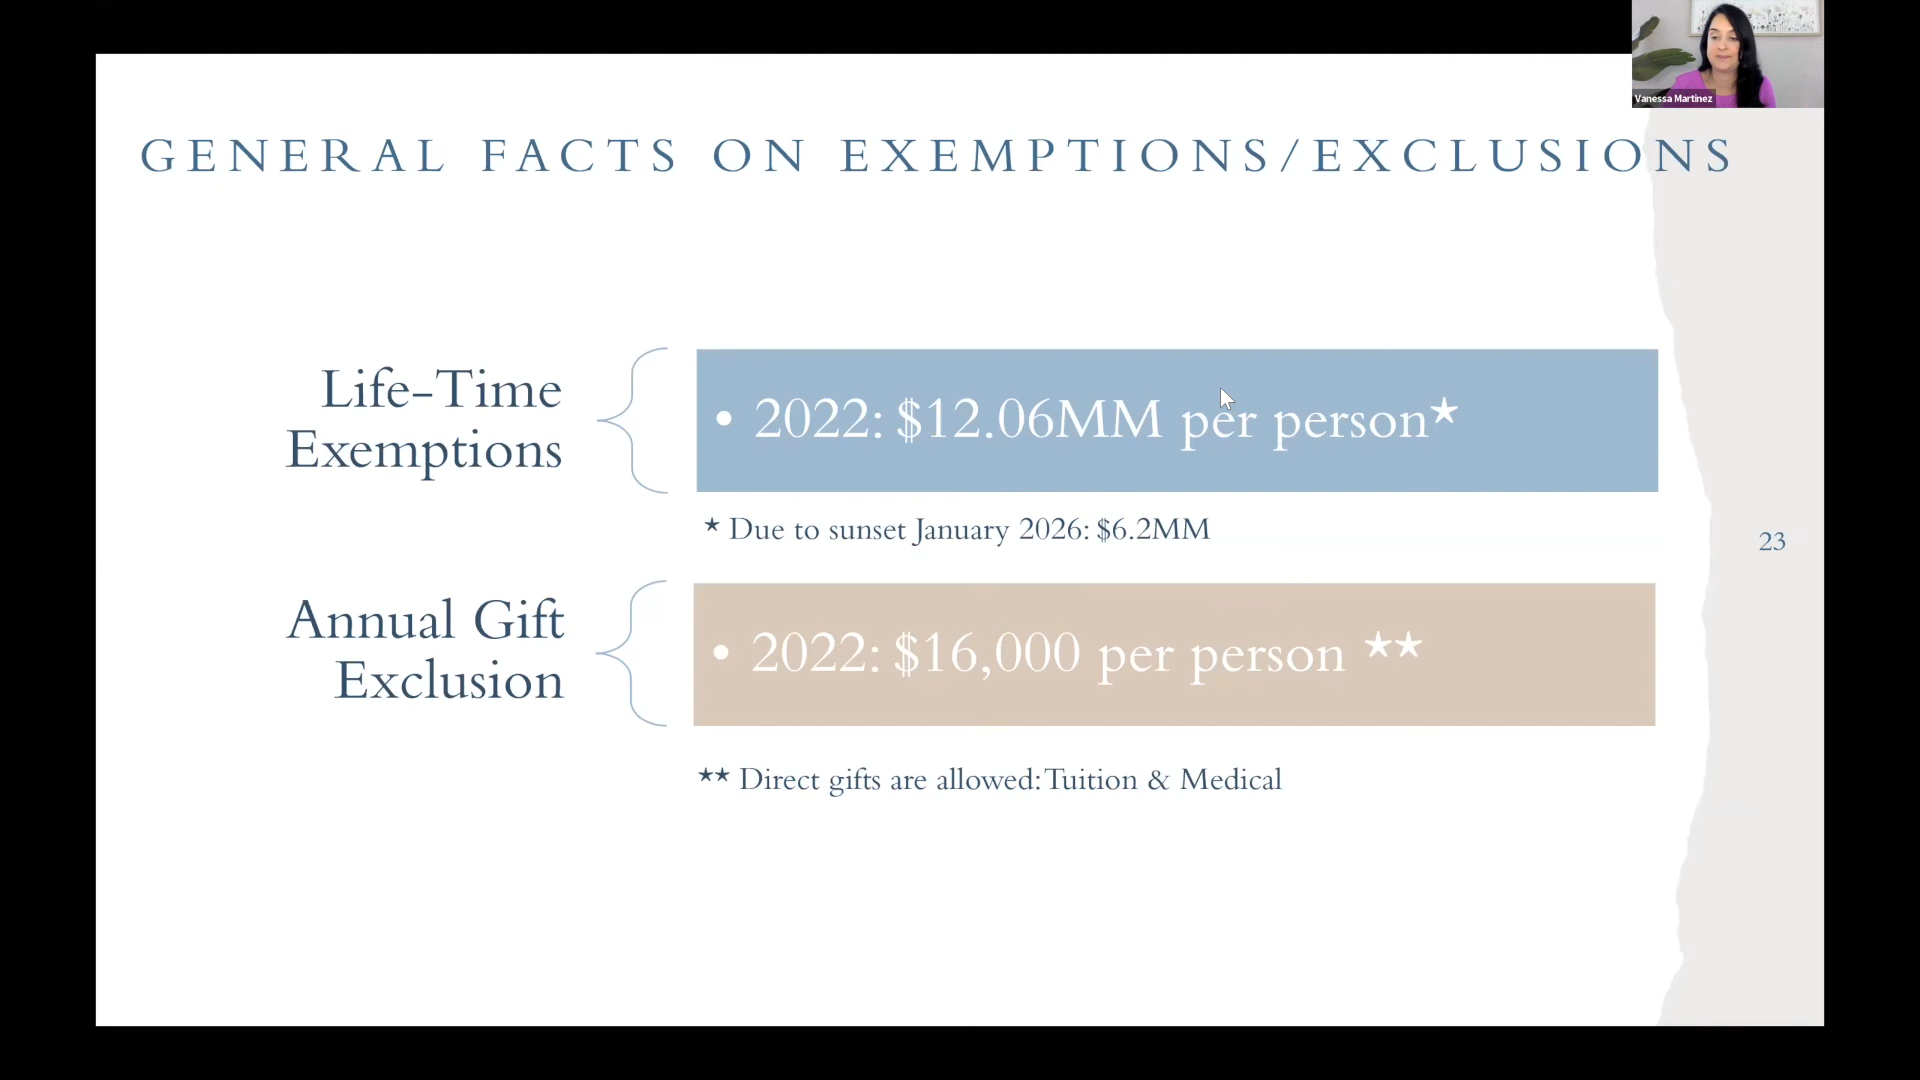 Vanessa Martinez
GENERAL FACTS ON EXEMPTIONS/EXCLUSIONS
Life-Time
Exemptions
• 2022: $12.06MM per person*
* Due to sunset January 2026: $6.2MM
23
Annual Gift
Exclusion
• 2022: $16,000 per person **
** Direct gifts are allowed: Tuition & Medical